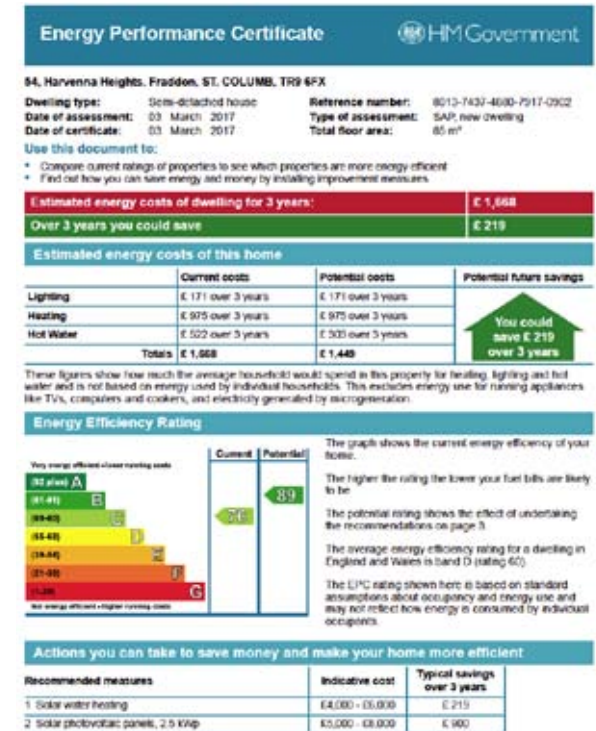 Energy Performance Certificate
HM Government
54, Harvenna Heights, Fraddon, ST. COLUMB, TR9 6FX
Dwelling type: Semi-detached house
Reference number:
Date of assessment: 03 March 2017
Type of assessment: SAP, new dwelling
Date of certificate: 03 March 2017
Total floor area: 85 m²
Use this document to:
• Compare current ratings of properties to see which properties are more energy efficient
• Find out how you can save energy and money by installing improvement measures
Estimated energy costs of dwelling for 3 years: £ 1,668
Over 3 years you could save £ 219
Estimated energy costs of this home
Current costs Potential costs Potential future savings
Lighting £ 171 over 3 years £ 171 over 3 years
Heating £ 975 over 3 years £ 975 over 3 years
Hot Water £ 522 over 3 years £ 303 over 3 years
Totals £ 1,668 £ 1,449
You could
save £ 219
over 3 years
These figures show how much the average household would spend in this property for heating, lighting and hot
water and is not based on energy used by individual households. This excludes energy use for running appliances
like TVs, computers and cookers, and electricity generated by microgeneration.
Energy Efficiency Rating
Current Potential
Very energy efficient - lower running costs
(92 plus) A
(81-91) B
(69-80) C
(55-68) D
(39-54) E
(21-38) F
(1-20) G
Not energy efficient - higher running costs
76
89
The graph shows the current energy efficiency of your
home.
The higher the rating the lower your fuel bills are likely
to be.
The potential rating shows the effect of undertaking
the recommendations on page 3.
The average energy efficiency rating for a dwelling in
England and Wales is band D (rating 60).
The EPC rating shown here is based on standard
assumptions about occupancy and energy use and
may not reflect how energy is consumed by individual
occupants.
Actions you can take to save money and make your home more efficient
Recommended measures Indicative cost Typical savings
over 3 years
1 Solar water heating £4,000 - £6,000 £ 219
2 Solar photovoltaic panels, 2.5 kWp £5,000 - £8,000 £ 900